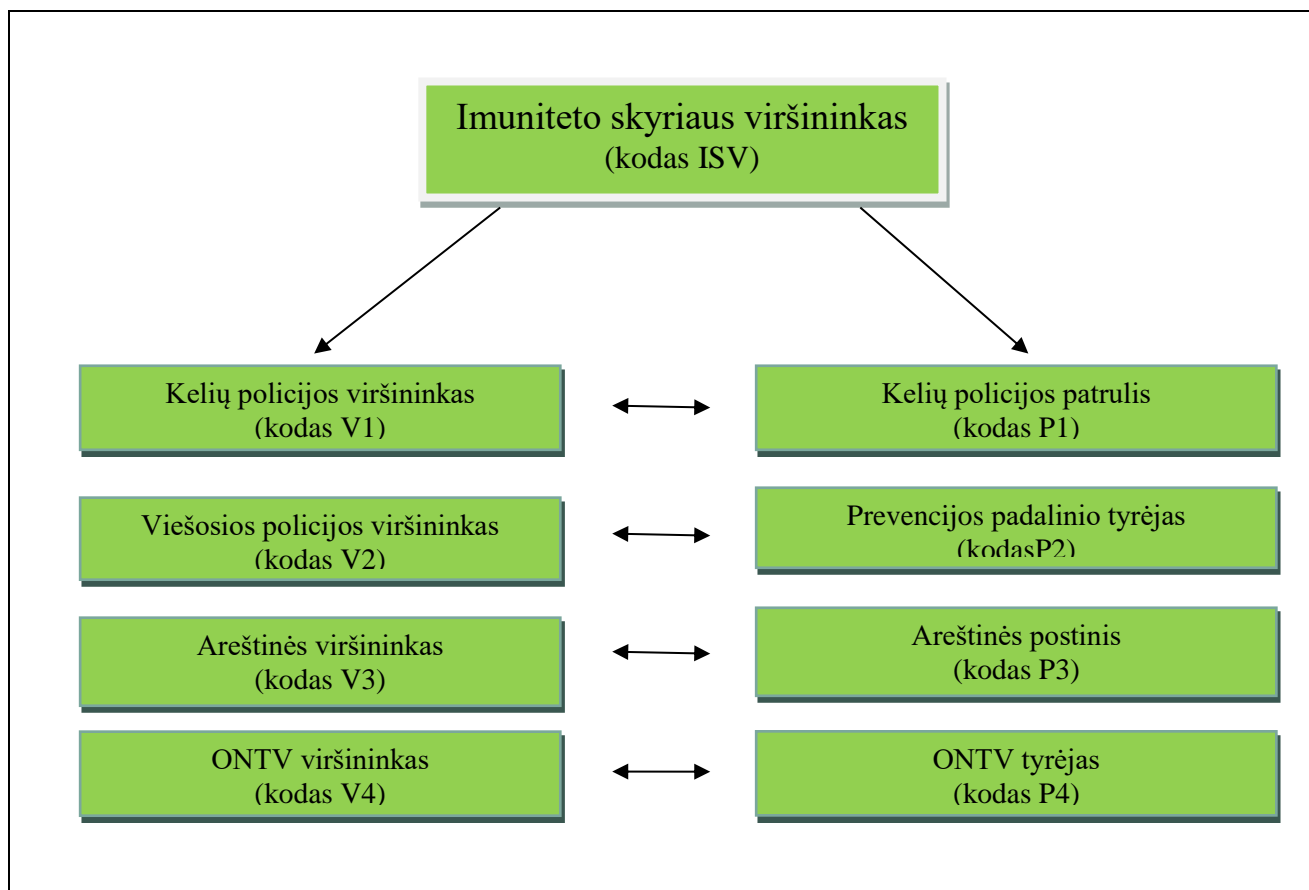 Imuniteto skyriaus viršininkas
(kodas ISV)
Kelių policijos viršininkas
(kodas V1)
Kelių policijos patrulis
(kodas P1)
Viešosios policijos viršininkas
(kodas V2)
Prevencijos padalinio tyrėjas
(kodasP2)
Areštinės viršininkas
(kodas V3)
Areštinės postinis
(kodas P3)
ONTV viršininkas
(kodas V4)
ONTV tyrėjas
(kodas P4)